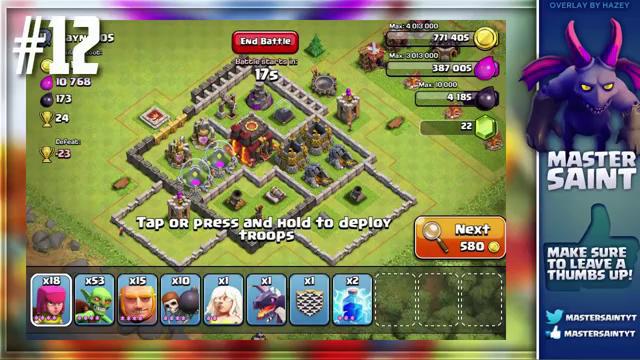 #12
End Battle
Battle starts in:
17s
Max: 4 013 000
771 405
Max: 3 013 000
387 005
Max: 10 000
4 185
22
10 768
173
24
Defeat:
-23
Tap or press and hold to deploy
troops
Next
580
x18
x53
x15
x10
x1
x1
x1
x2
OVERLAY BY HAZEY
MASTER
SAINT
MAKE SURE
TO LEAVE A
THUMBS UP!
MASTERSAINTYT
MASTERSAINTYT